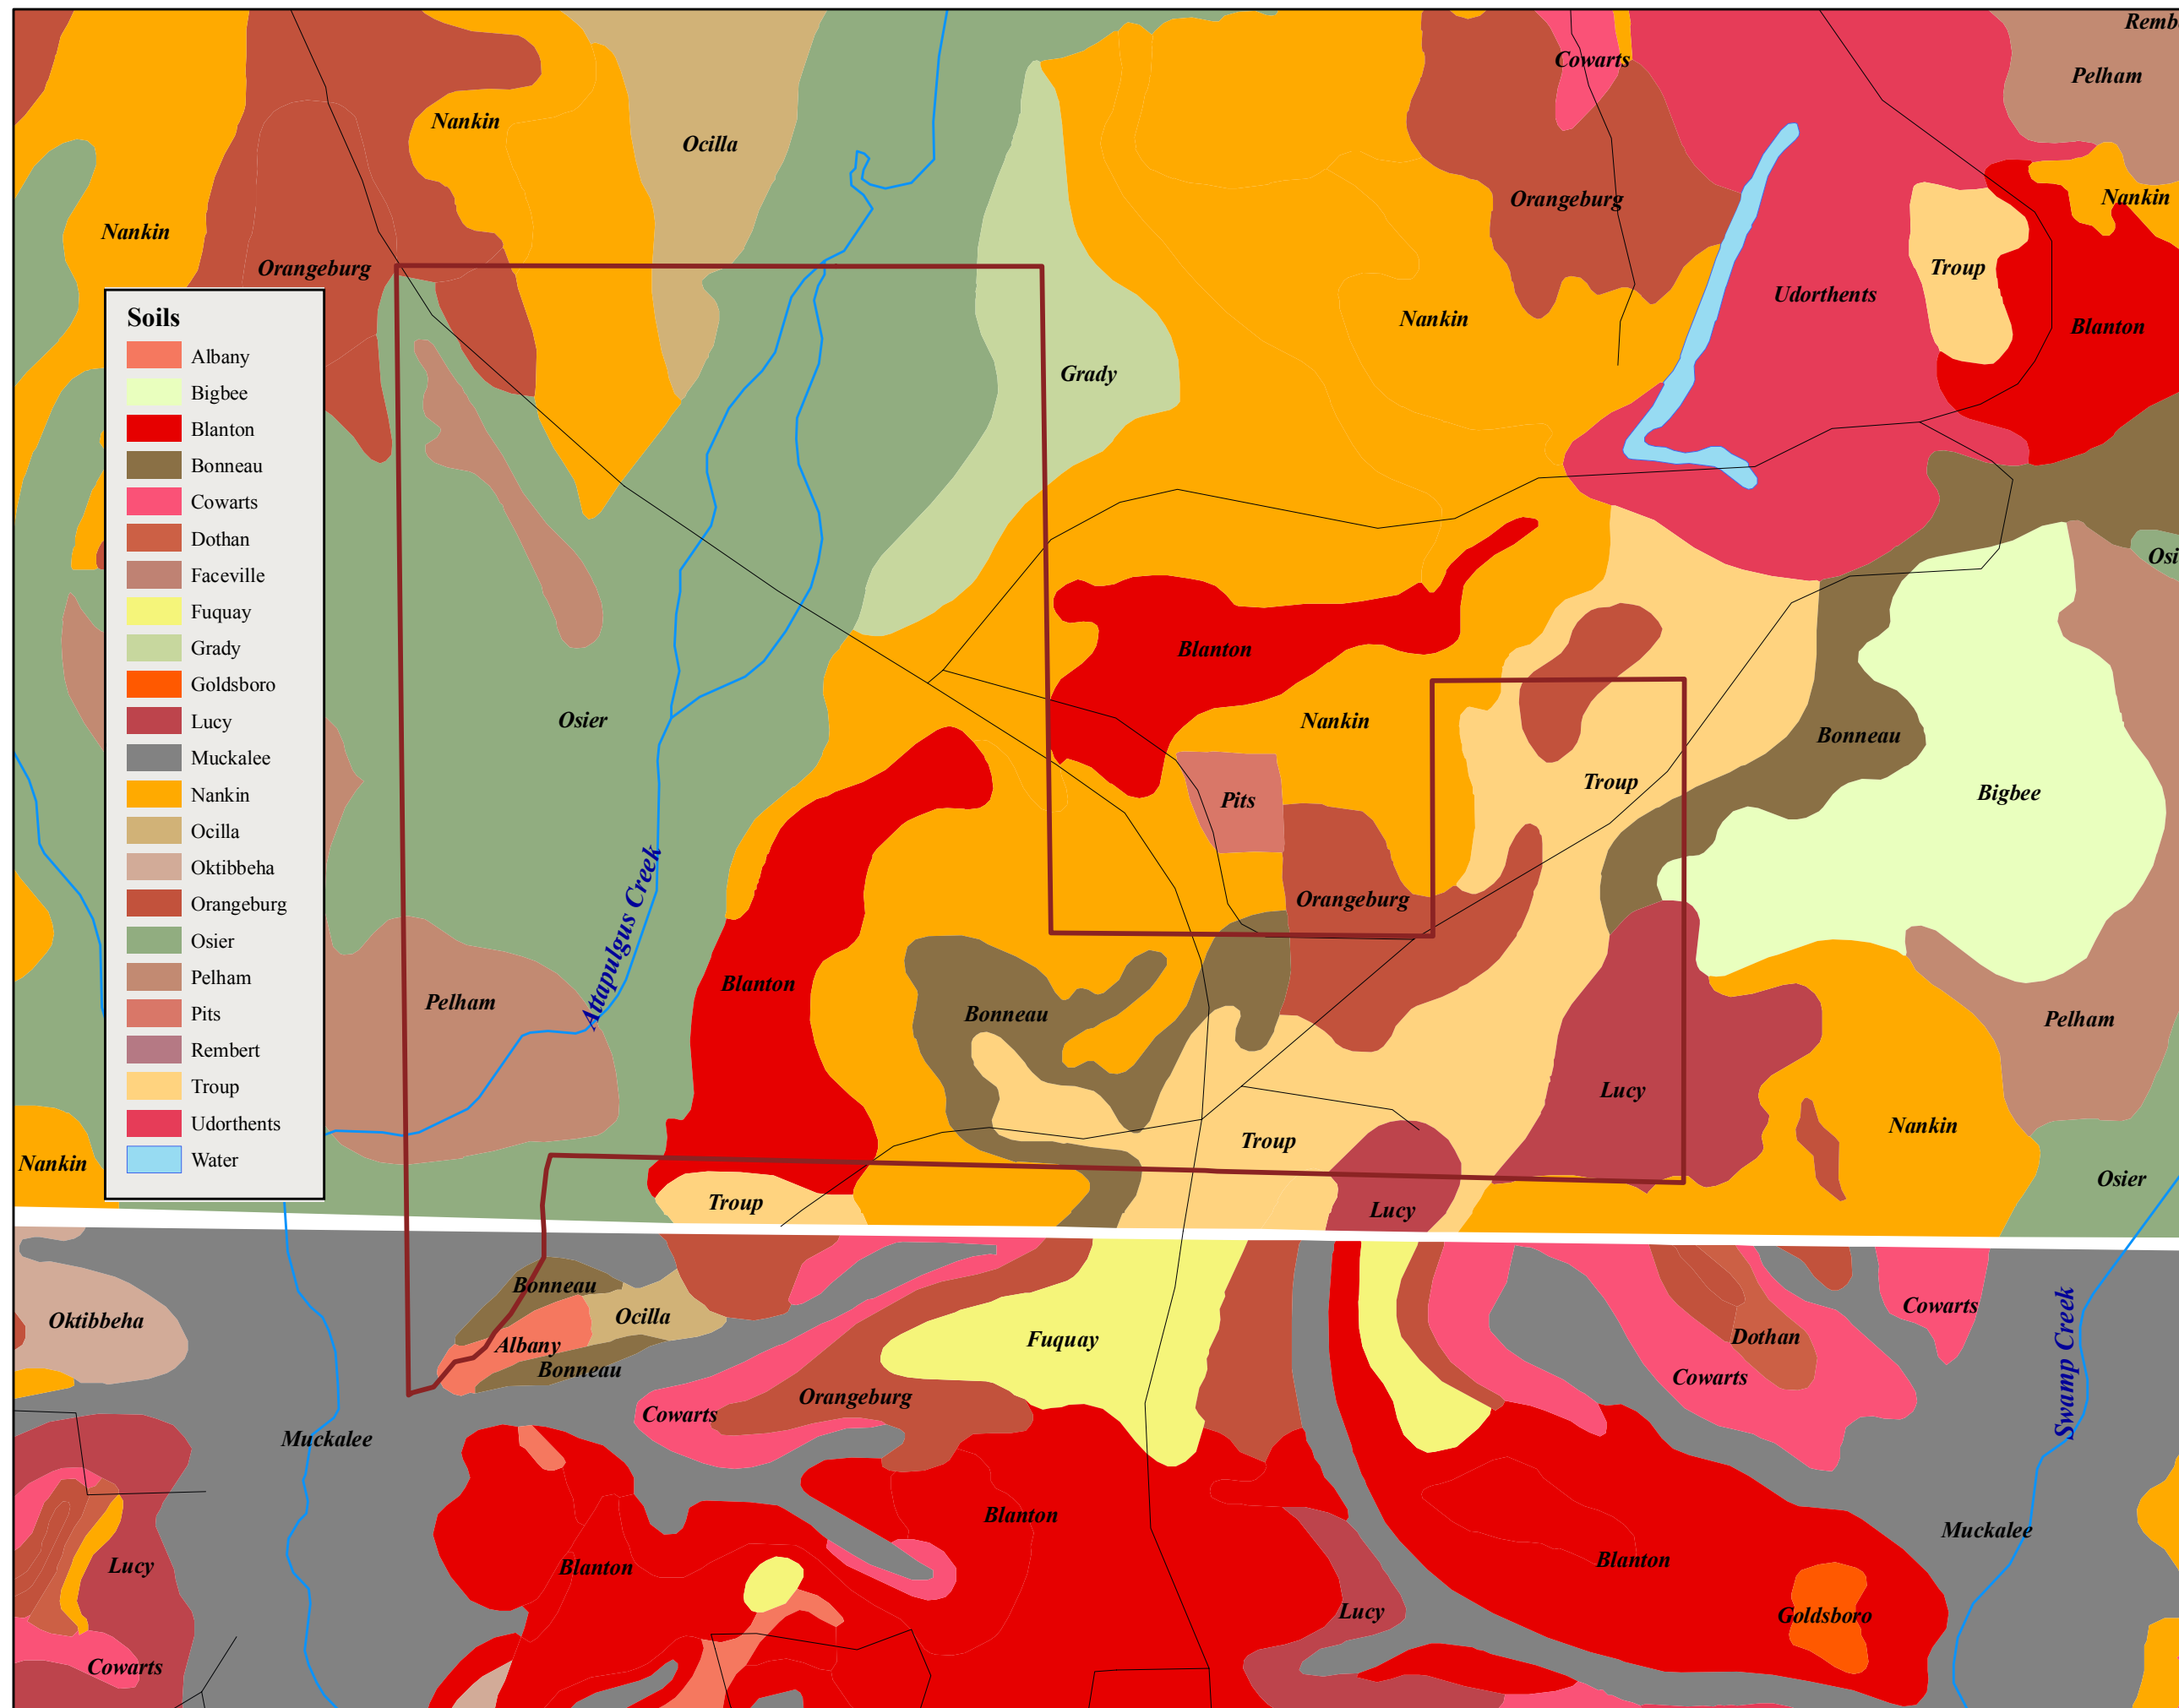 Remb
Cowarts
Pelham
Nankin
Ocilla
Nankin
Orangeburg
Nankin
Orangeburg
Troup
Udorthents
Nankin
Blanton
Grady
Soils
Albany
Bigbee
Blanton
Bonneau
Cowarts
Dothan
Faceville
Fuquay
Grady
Goldsboro
Lucy
Muckalee
Nankin
Ocilla
Oktibbeha
Orangeburg
Osier
Pelham
Pits
Rembert
Troup
Udorthents
Water
Osi
Blanton
Osier
Nankin
Bonneau
Troup
Bigbee
Pits
Orangeburg
Attapulgus Creek
Blanton
Pelham
Bonneau
Pelham
Lucy
Nankin
Troup
Nankin
Osier
Troup
Lucy
Bonneau
Ocilla
Cowarts
Oktibbeha
Albany
Fuquay
Dothan
Swamp Creek
Bonneau
Cowarts
Orangeburg
Cowarts
Muckalee
Blanton
Muckalee
Lucy
Blanton
Blanton
Lucy
Goldsboro
Cowarts